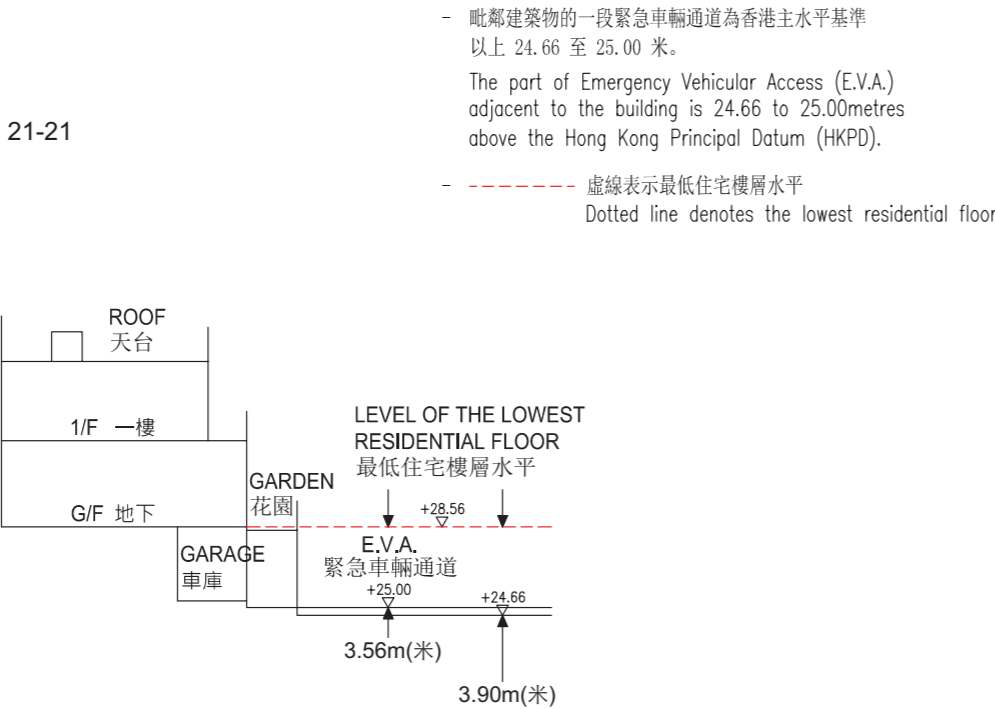 - 毗鄰建築物的一段緊急車輛通道為香港主水平基準
以上 24.66 至 25.00 米。
The part of Emergency Vehicular Access (E.V.A.)
adjacent to the building is 24.66 to 25.00metres
above the Hong Kong Principal Datum (HKPD).
21-21
- 虛線表示最低住宅樓層水平
Dotted line denotes the lowest residential floor
ROOF
天台
1/F 一樓
LEVEL OF THE LOWEST
RESIDENTIAL FLOOR
最低住宅樓層水平
GARDEN
花園
G/F 地下
+28.56
GARAGE
車庫
E.V.A.
緊急車輛通道
+25.00
+24.66
3.56m(米)
3.90m(米)